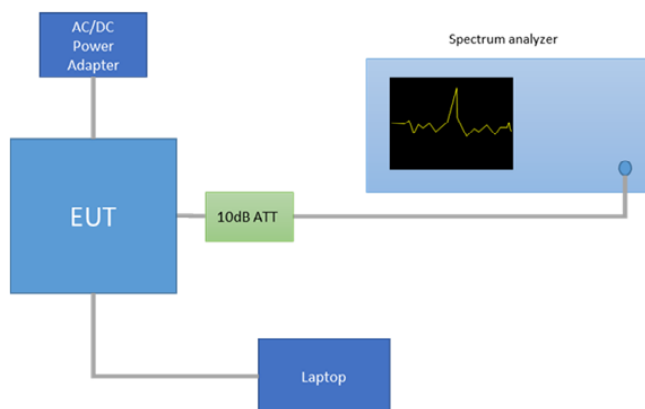 AC/DC
Power
Adapter
Spectrum analyzer
EUT
10dB ATT
Laptop